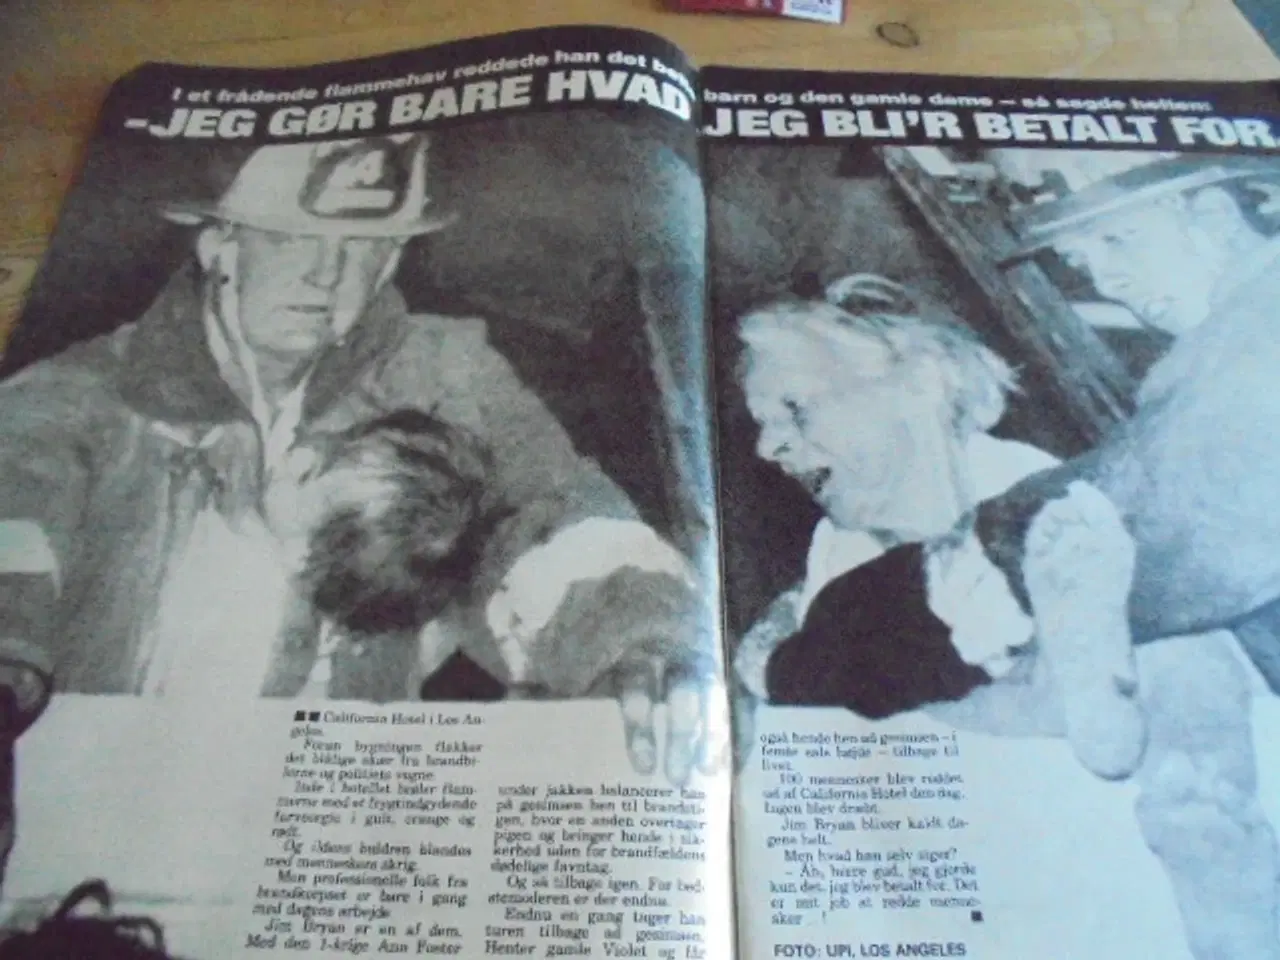 I et frådende flammehav reddede han det
barn og den gamle dame – så sagde helten:
-JEG GØR BARE HVAD
JEG BLI'R BETALT FOR
California Hotel i Los An-
geles.
Foran bygningen flakker
det blålige skær fra brandbi-
lerne og politiets vogne.
Inde i hotellet hvæser flam-
merne med et frygtindgydende
farvespil i gult, orange og
rødt.
Og ildens buldren blandes
med menneskers skrig.
Men professionelle folk fra
brandkorpset er bare i gang
med dagens arbejde
Jim Bryan er en af dem.
Med den 1-årige Ann Foster
under jakken balancerer han
på gesimsen hen til brandsti-
gen, hvor en anden overtager
pigen og bringer hende i sik-
kerhed uden for brandfældens
dødelige favntag.
Og så tilbage igen. For bed-
stemoderen er der endnu.
Endnu en gang tager han
turen tilbage ad gesimsen.
Henter gamle Violet og får
også hende hen ad gesimsen – i
femte sals højde – tilbage til
livet.
100 mennesker blev reddet
ud af California Hotel den dag.
Ingen blev dræbt.
Jim Bryan bliver kaldt da-
gens helt.
Men hvad han selv siger?
– Åh, herre gud, jeg gjorde
kun det, jeg blev betalt for. Det
er mit job at redde menne-
sker ...!
FOTO: UPI, LOS ANGELES